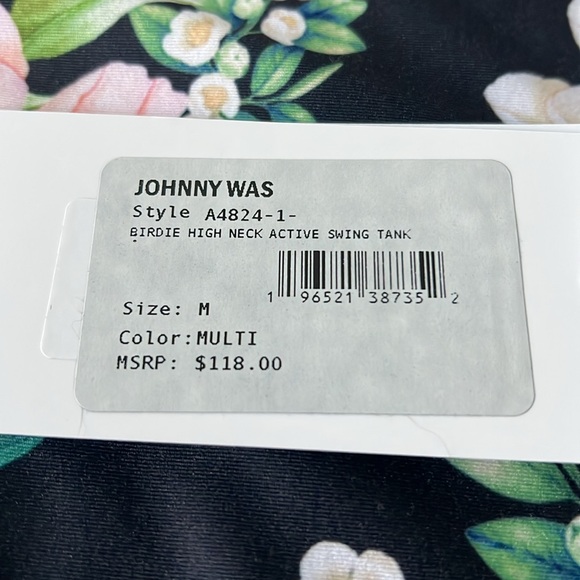 JOHNNY WAS
Style A4824-1-
BIRDIE HIGH NECK ACTIVE SWING TANK
1 96521 38735 2
Size: M
Color:MULTI
MSRP: $118.00